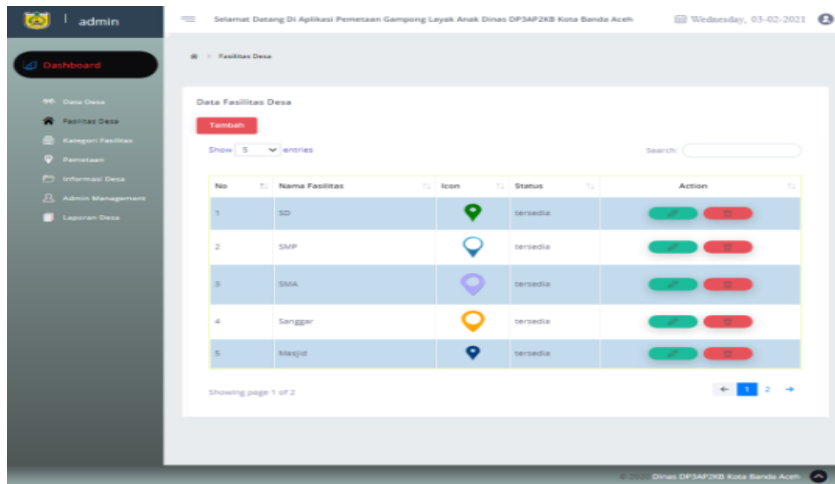 admin
Selamat Datang Di Aplikasi Pemetaan Gampong Layak Anak Dinas DP3AP2KB Kota Banda Aceh
Wednesday, 03-02-2021
Dashboard
Fasilitas Desa
Data Desa
Fasilitas Desa
Kategori Fasilitas
Pemetaan
Informasi Desa
Admin Management
Laporan Desa
Data Fasilitas Desa
Tambah
Show 5 entries
Search:
No Nama Fasilitas Icon Status Action
1 SD tersedia
2 SMP tersedia
3 SMA tersedia
4 Sanggar tersedia
5 Masjid tersedia
Showing page 1 of 2
← 1 2 →
© 2020 Dinas DP3AP2KB Kota Banda Aceh